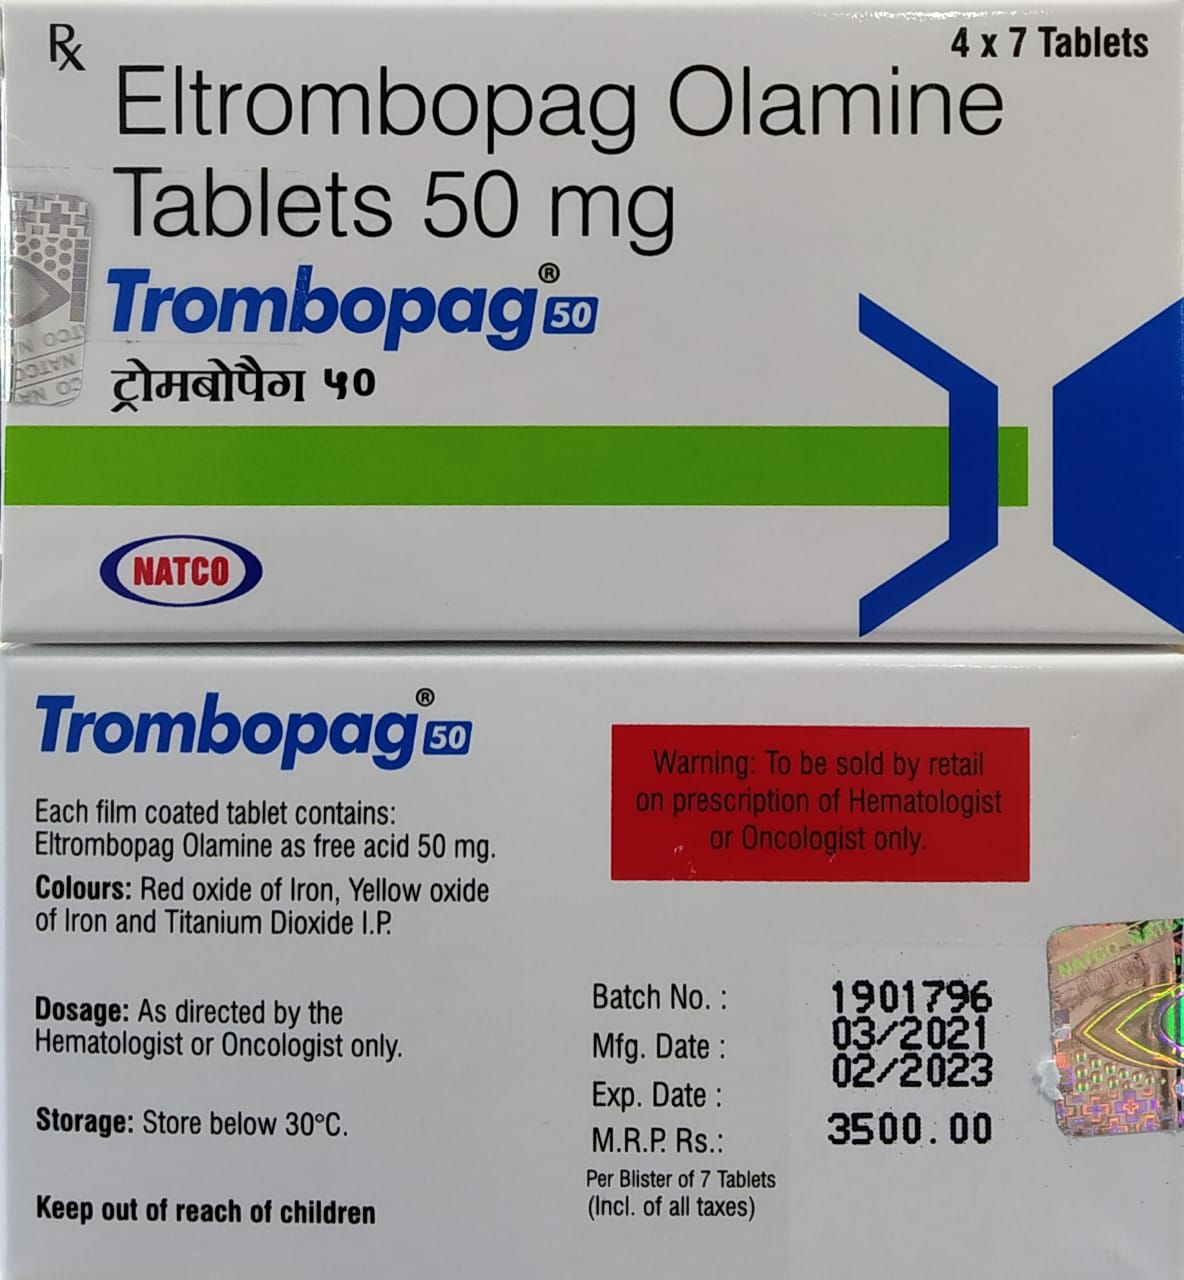 Rx
4 x 7 Tablets
Eltrombopag Olamine
Tablets 50 mg
Trombopag® 50
ट्रोमबोपैग ५०
NATCO
Trombopag® 50
Each film coated tablet contains:
Eltrombopag Olamine as free acid 50 mg.
Colours: Red oxide of Iron, Yellow oxide
of Iron and Titanium Dioxide I.P.
Dosage: As directed by the
Hematologist or Oncologist only.
Storage: Store below 30°C.
Keep out of reach of children
Warning: To be sold by retail
on prescription of Hematologist
or Oncologist only.
Batch No. : 1901796
Mfg. Date : 03/2021
Exp. Date : 02/2023
M.R.P. Rs.: 3500.00
Per Blister of 7 Tablets
(Incl. of all taxes)
NATCO NATCO